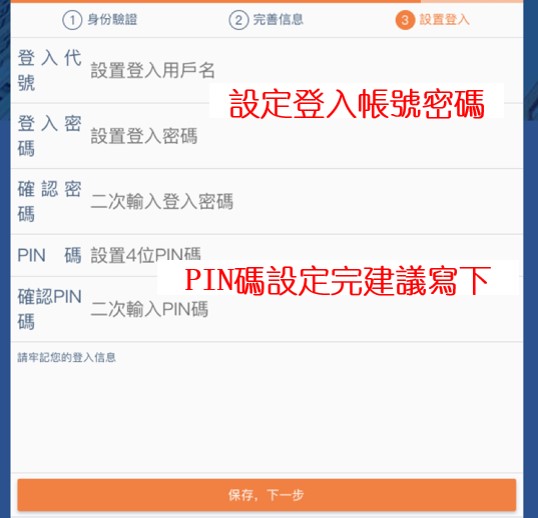 1 身份驗證 2 完善信息 3 設置登入
登入代號 設置登入用戶名
設定登入帳號密碼
登入密碼 設置登入密碼
確認密碼 二次輸入登入密碼
PIN 碼 設置4位PIN碼
PIN碼設定完建議寫下
確認PIN碼 二次輸入PIN碼
請牢記您的登入信息
保存，下一步